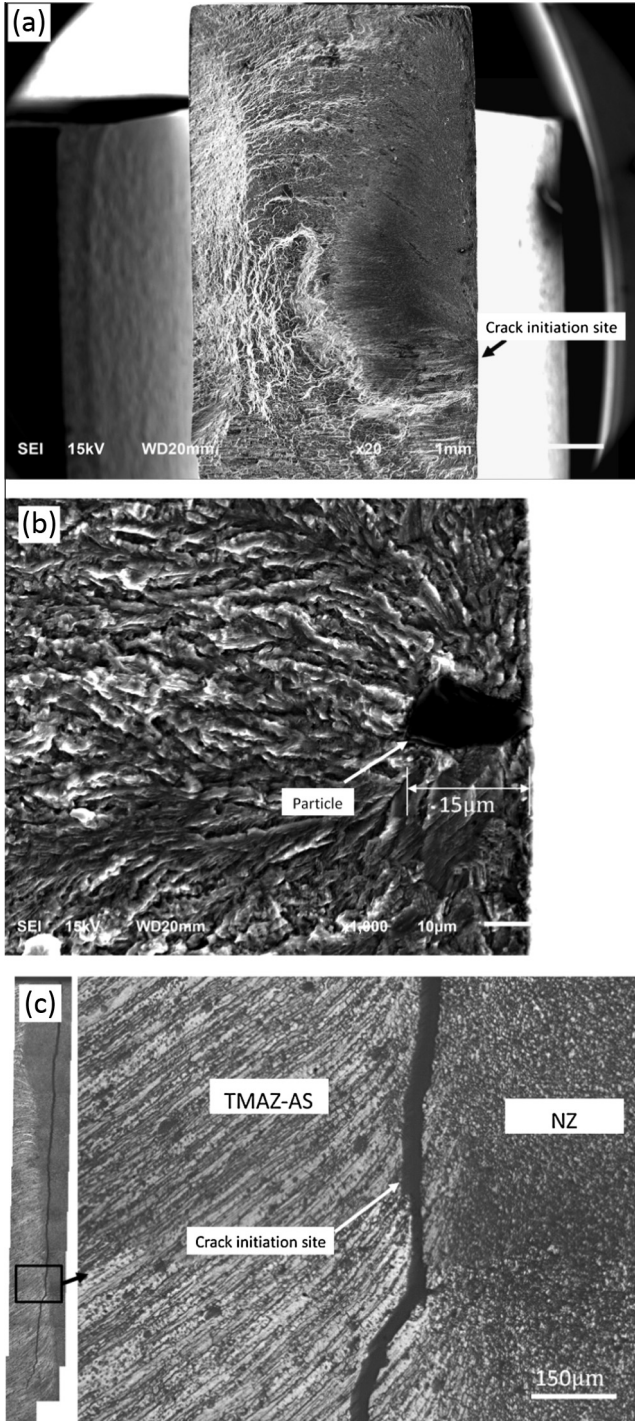 (a)
Crack initiation site
SEI 15kV WD20mm x20 1mm
(b)
Particle
~15µm
SEI 15kV WD20mm x1,000 10µm
(c)
TMAZ-AS
NZ
Crack initiation site
150µm